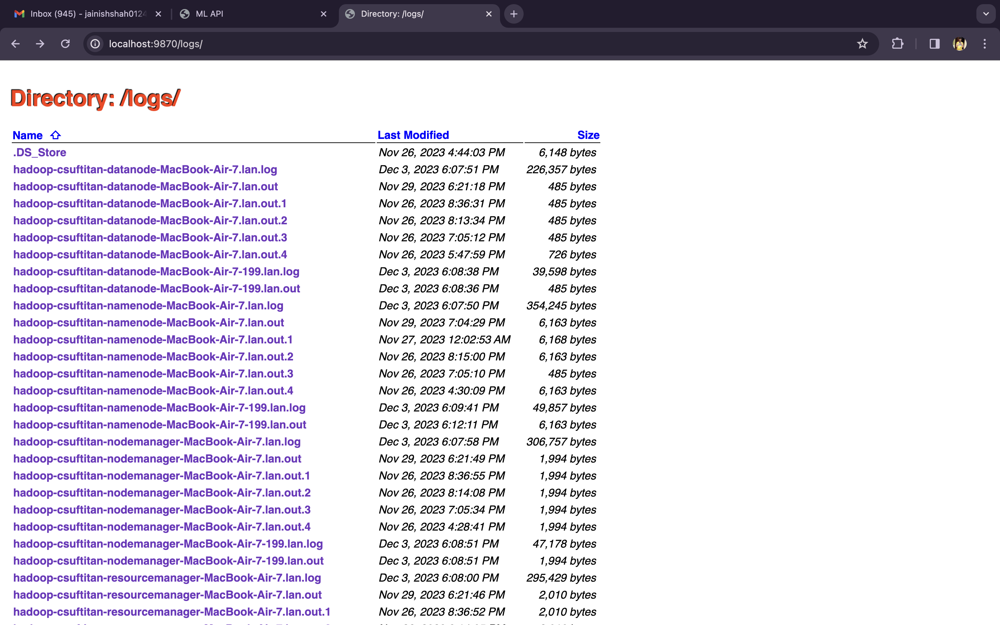 Inbox (945) - jainishshah0124
ML API
Directory: /logs/
localhost:9870/logs/
Directory: /logs/
Name Last Modified Size
.DS_Store Nov 26, 2023 4:44:03 PM 6,148 bytes
hadoop-csuftitan-datanode-MacBook-Air-7.lan.log Dec 3, 2023 6:07:51 PM 226,357 bytes
hadoop-csuftitan-datanode-MacBook-Air-7.lan.out Nov 29, 2023 6:21:18 PM 485 bytes
hadoop-csuftitan-datanode-MacBook-Air-7.lan.out.1 Nov 26, 2023 8:36:31 PM 485 bytes
hadoop-csuftitan-datanode-MacBook-Air-7.lan.out.2 Nov 26, 2023 8:13:34 PM 485 bytes
hadoop-csuftitan-datanode-MacBook-Air-7.lan.out.3 Nov 26, 2023 7:05:12 PM 485 bytes
hadoop-csuftitan-datanode-MacBook-Air-7.lan.out.4 Nov 26, 2023 5:47:59 PM 726 bytes
hadoop-csuftitan-datanode-MacBook-Air-7-199.lan.log Dec 3, 2023 6:08:38 PM 39,598 bytes
hadoop-csuftitan-datanode-MacBook-Air-7-199.lan.out Dec 3, 2023 6:08:36 PM 485 bytes
hadoop-csuftitan-namenode-MacBook-Air-7.lan.log Dec 3, 2023 6:07:50 PM 354,245 bytes
hadoop-csuftitan-namenode-MacBook-Air-7.lan.out Nov 29, 2023 7:04:29 PM 6,163 bytes
hadoop-csuftitan-namenode-MacBook-Air-7.lan.out.1 Nov 27, 2023 12:02:53 AM 6,168 bytes
hadoop-csuftitan-namenode-MacBook-Air-7.lan.out.2 Nov 26, 2023 8:15:00 PM 6,163 bytes
hadoop-csuftitan-namenode-MacBook-Air-7.lan.out.3 Nov 26, 2023 7:05:10 PM 485 bytes
hadoop-csuftitan-namenode-MacBook-Air-7.lan.out.4 Nov 26, 2023 4:30:09 PM 6,163 bytes
hadoop-csuftitan-namenode-MacBook-Air-7-199.lan.log Dec 3, 2023 6:09:41 PM 49,857 bytes
hadoop-csuftitan-namenode-MacBook-Air-7-199.lan.out Dec 3, 2023 6:12:11 PM 6,163 bytes
hadoop-csuftitan-nodemanager-MacBook-Air-7.lan.log Dec 3, 2023 6:07:58 PM 306,757 bytes
hadoop-csuftitan-nodemanager-MacBook-Air-7.lan.out Nov 29, 2023 6:21:49 PM 1,994 bytes
hadoop-csuftitan-nodemanager-MacBook-Air-7.lan.out.1 Nov 26, 2023 8:36:55 PM 1,994 bytes
hadoop-csuftitan-nodemanager-MacBook-Air-7.lan.out.2 Nov 26, 2023 8:14:08 PM 1,994 bytes
hadoop-csuftitan-nodemanager-MacBook-Air-7.lan.out.3 Nov 26, 2023 7:05:34 PM 1,994 bytes
hadoop-csuftitan-nodemanager-MacBook-Air-7.lan.out.4 Nov 26, 2023 4:28:41 PM 1,994 bytes
hadoop-csuftitan-nodemanager-MacBook-Air-7-199.lan.log Dec 3, 2023 6:08:51 PM 47,178 bytes
hadoop-csuftitan-nodemanager-MacBook-Air-7-199.lan.out Dec 3, 2023 6:08:51 PM 1,994 bytes
hadoop-csuftitan-resourcemanager-MacBook-Air-7.lan.log Dec 3, 2023 6:08:00 PM 295,429 bytes
hadoop-csuftitan-resourcemanager-MacBook-Air-7.lan.out Nov 29, 2023 6:21:46 PM 2,010 bytes
hadoop-csuftitan-resourcemanager-MacBook-Air-7.lan.out.1 Nov 26, 2023 8:36:52 PM 2,010 bytes